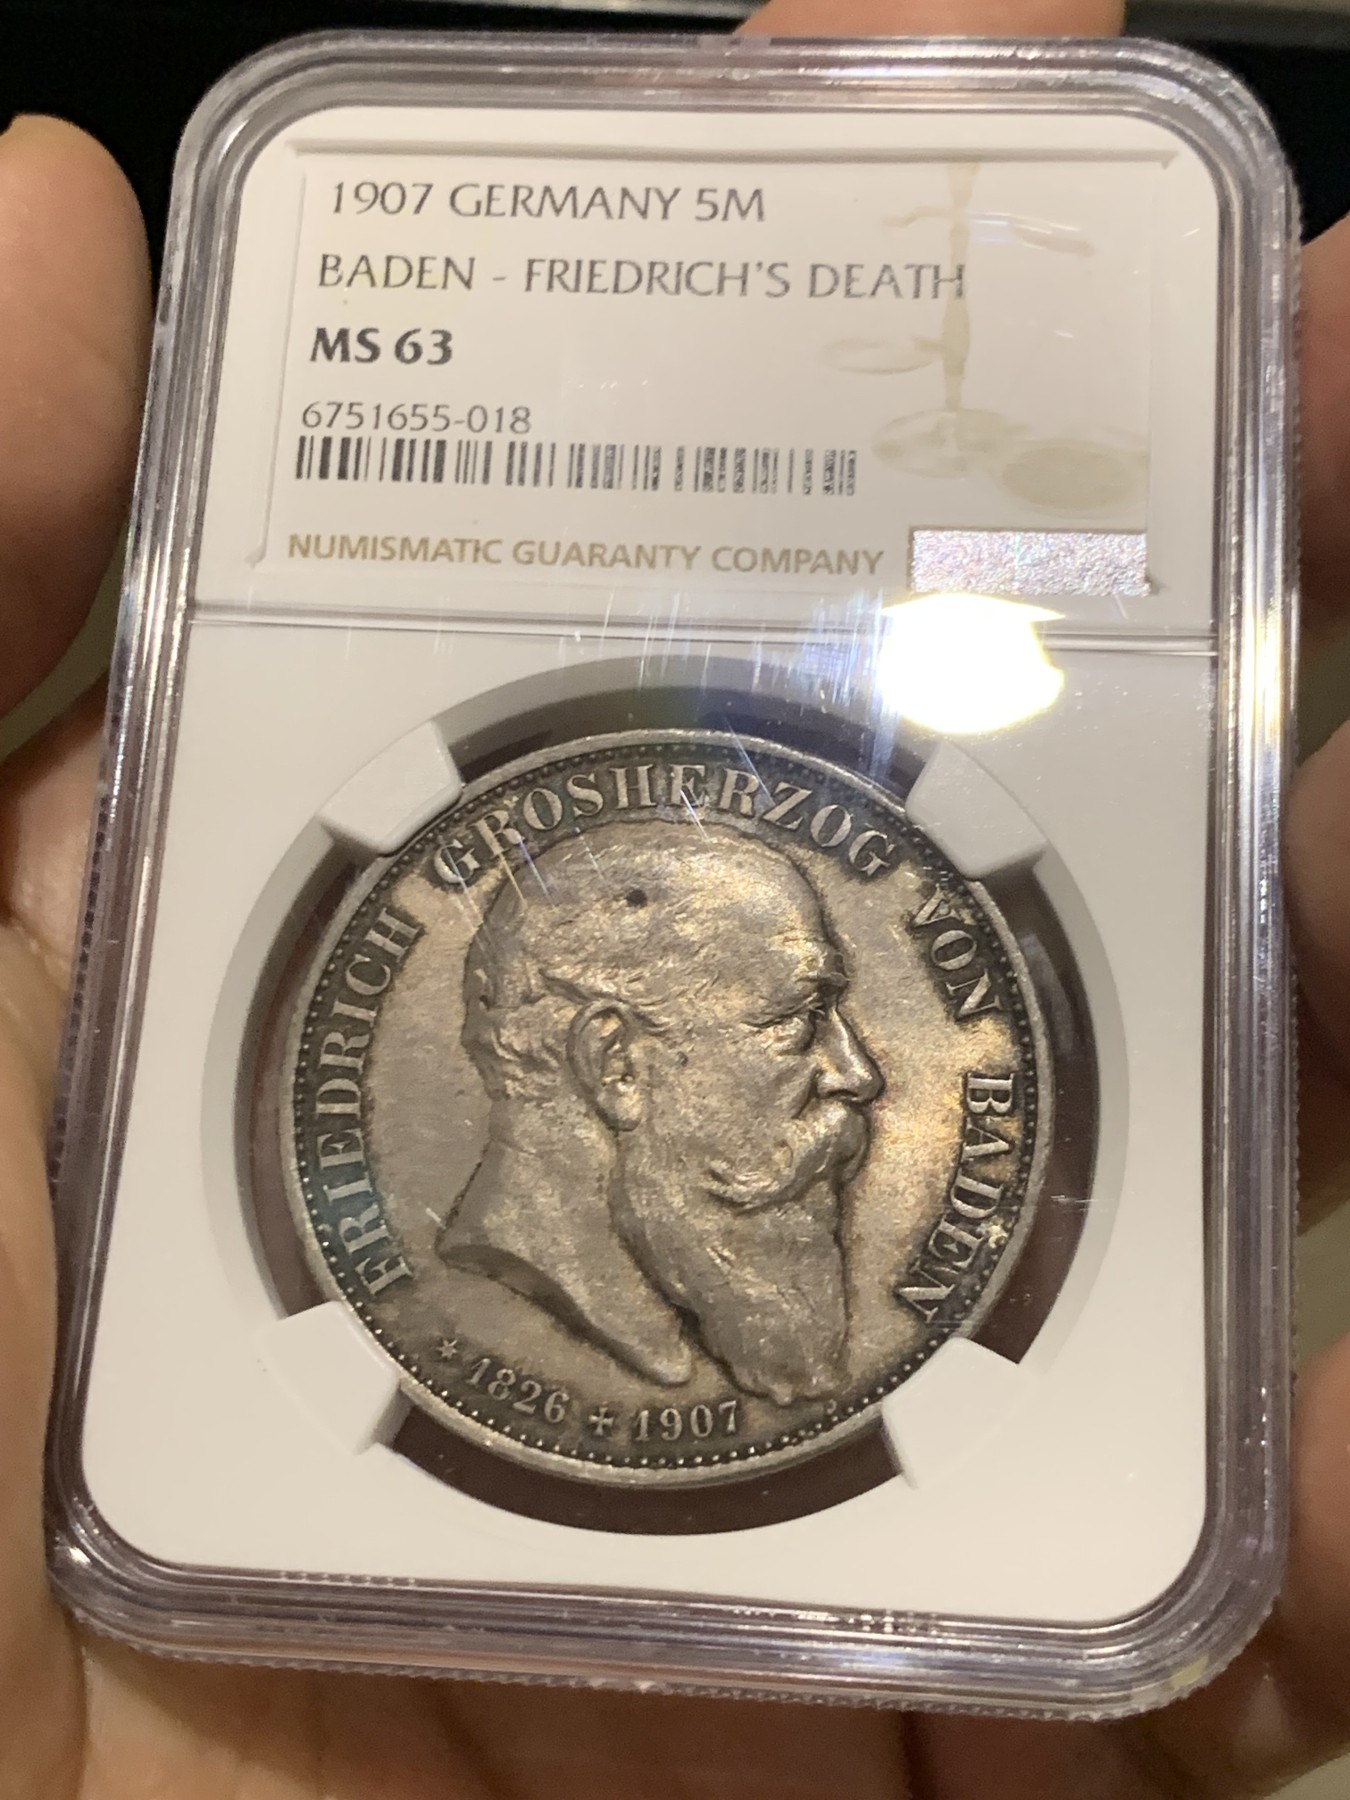 1907 GERMANY 5M
BADEN - FRIEDRICH'S DEATH
MS 63
6751655-018
NUMISMATIC GUARANTY COMPANY
FRIEDRICH GROSHERZOG VON BADEN
* 1826 ✝ 1907